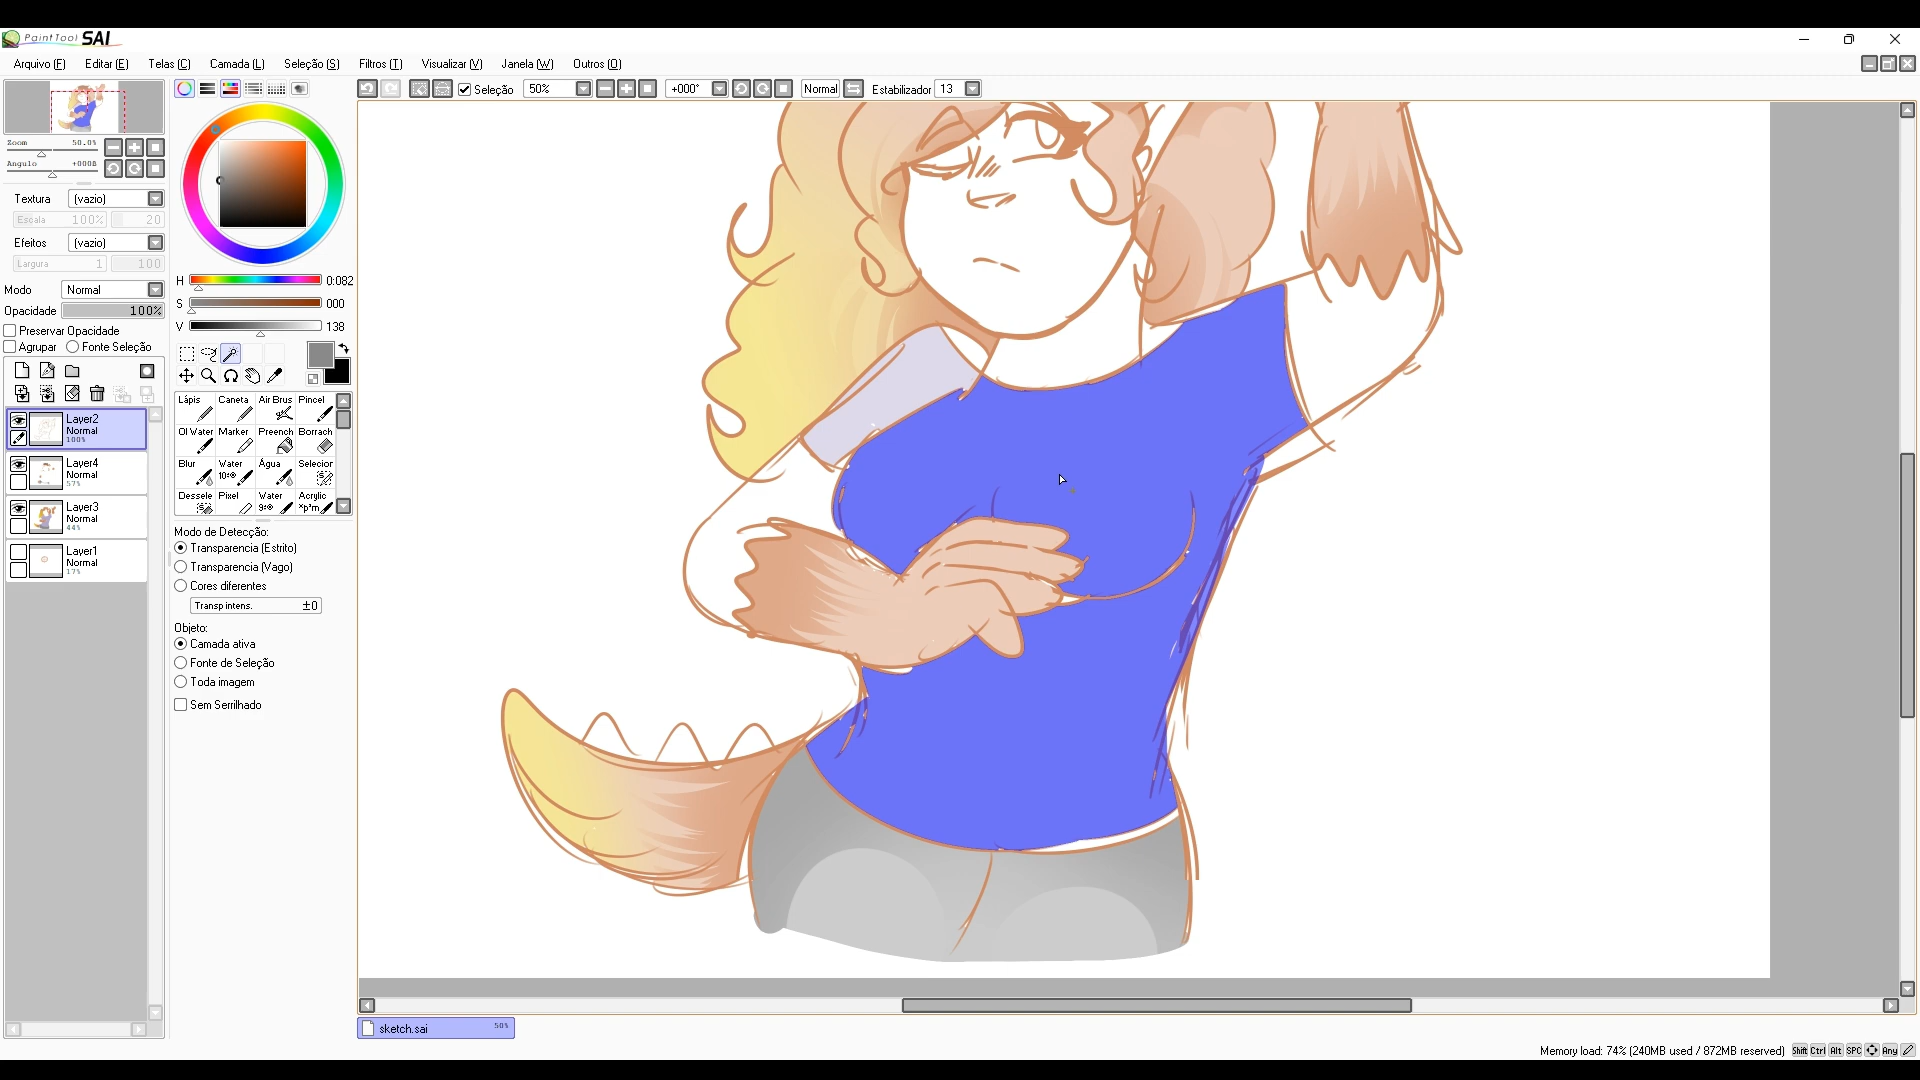 PaintTool SAI
Arquivo (F) Editar (E) Telas (C) Camada (L) Seleção (S) Filtros (T) Visualizar (V) Janela (W) Outros (O)
Seleção 50% +000° Normal Estabilizador 13
Zoom 50.0%
Angulo +000B
Textura (vazio)
Escala 100% 20
Efeitos (vazio)
Largura 1 100
Modo Normal
Opacidade 100%
Preservar Opacidade
Agrupar Fonte Seleção
Layer2
Normal
100%
Layer4
Normal
57%
Layer3
Normal
44%
Layer1
Normal
17%
H 0:082
S 000
V 138
Lápis Caneta Air Brus Pincel
Ol Water Marker Preench Borrach
Blur Water Água Selecior
Dessele Pixel Water Acrylic
Modo de Detecção:
Transparencia (Estrito)
Transparencia (Vago)
Cores diferentes
Transp intens. ±0
Objeto:
Camada ativa
Fonte de Seleção
Toda imagem
Sem Serrilhado
sketch.sai 50%
Memory load: 74% (240MB used / 872MB reserved) Shift Ctrl Alt SPC Any